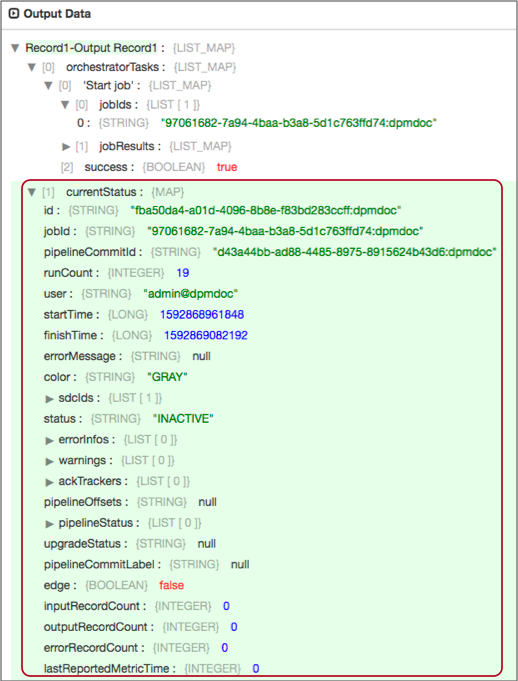 Output Data
Record1-Output Record1 : {LIST_MAP}
[0] orchestratorTasks : {LIST_MAP}
[0] 'Start job' : {LIST_MAP}
[0] jobIds : {LIST [ 1 ]}
0 : {STRING} "97061682-7a94-4baa-b3a8-5d1c763ffd74:dpmdoc"
[1] jobResults : {LIST_MAP}
[2] success : {BOOLEAN} true
[1] currentStatus : {MAP}
id : {STRING} "fba50da4-a01d-4096-8b8e-f83bd283ccff:dpmdoc"
jobId : {STRING} "97061682-7a94-4baa-b3a8-5d1c763ffd74:dpmdoc"
pipelineCommitId : {STRING} "d43a44bb-ad88-4485-8975-8915624b43d6:dpmdoc"
runCount : {INTEGER} 19
user : {STRING} "admin@dpmdoc"
startTime : {LONG} 1592868961848
finishTime : {LONG} 1592869082192
errorMessage : {STRING} null
color : {STRING} "GRAY"
sdcIds : {LIST [ 1 ]}
status : {STRING} "INACTIVE"
errorInfos : {LIST [ 0 ]}
warnings : {LIST [ 0 ]}
ackTrackers : {LIST [ 0 ]}
pipelineOffsets : {STRING} null
pipelineStatus : {LIST [ 0 ]}
upgradeStatus : {STRING} null
pipelineCommitLabel : {STRING} null
edge : {BOOLEAN} false
inputRecordCount : {INTEGER} 0
outputRecordCount : {INTEGER} 0
errorRecordCount : {INTEGER} 0
lastReportedMetricTime : {INTEGER} 0